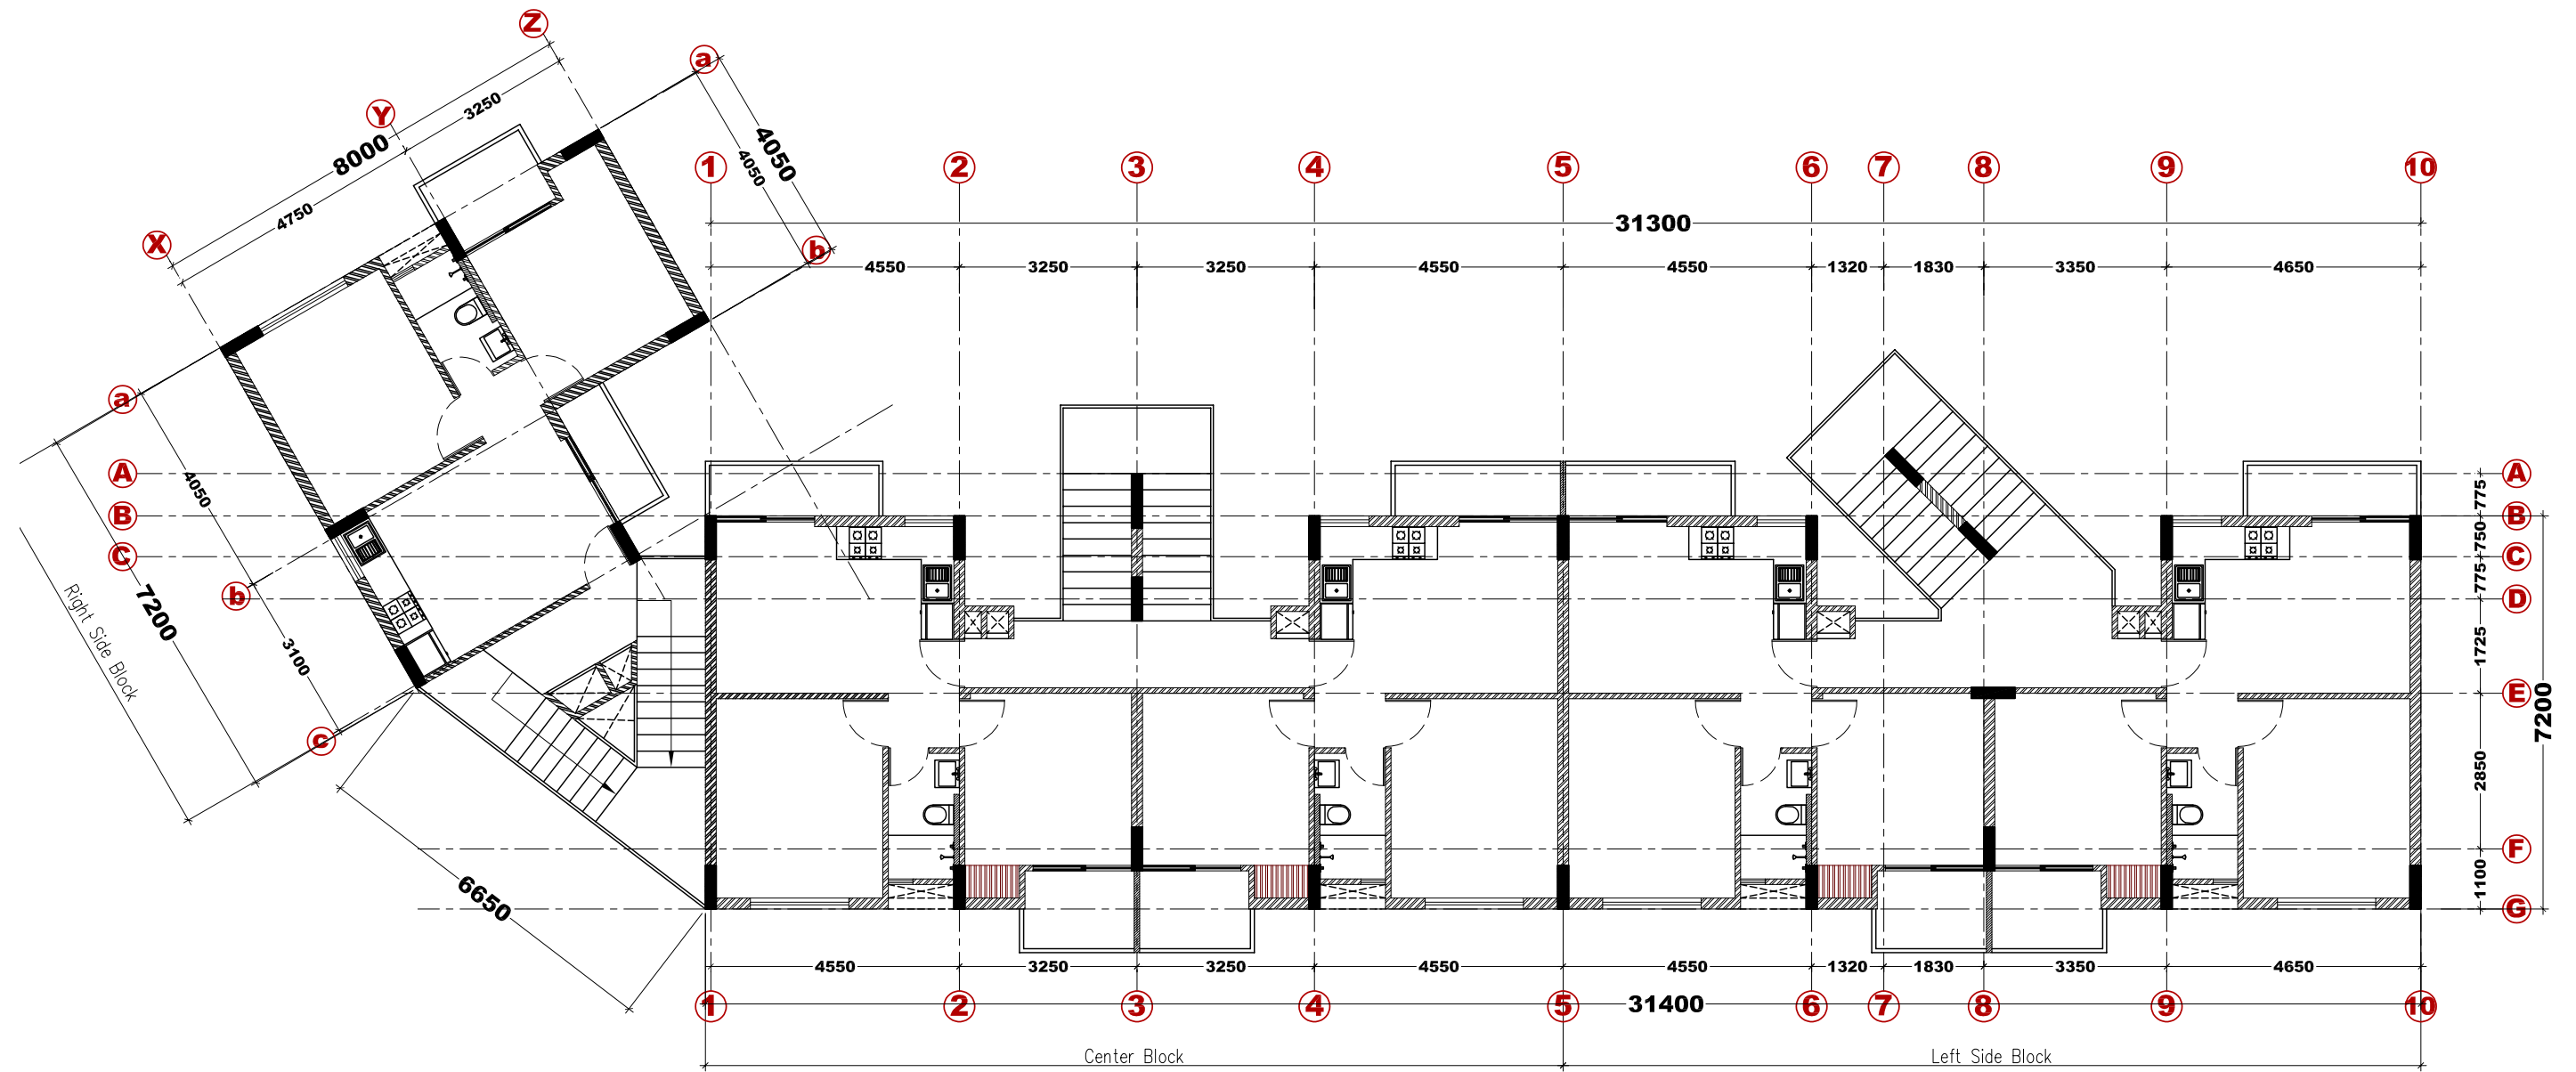 Z
a
Y
3250
8000
4050
4050
1 2 3 4 5 6 7 8 9 10
4750
31300
X
b
4550 3250 3250 4550 4550 1320 1830 3350 4650
a
A A
4050
775
B B
750
C C
775
b
D D
Right Side Block
7200
3100
1725
E E
7200
c
2850
F F
6650
1100
G
4550 3250 3250 4550 4550 1320 1830 3350 4650
1 2 3 4 5 6 7 8 9 10
31400
Center Block Left Side Block